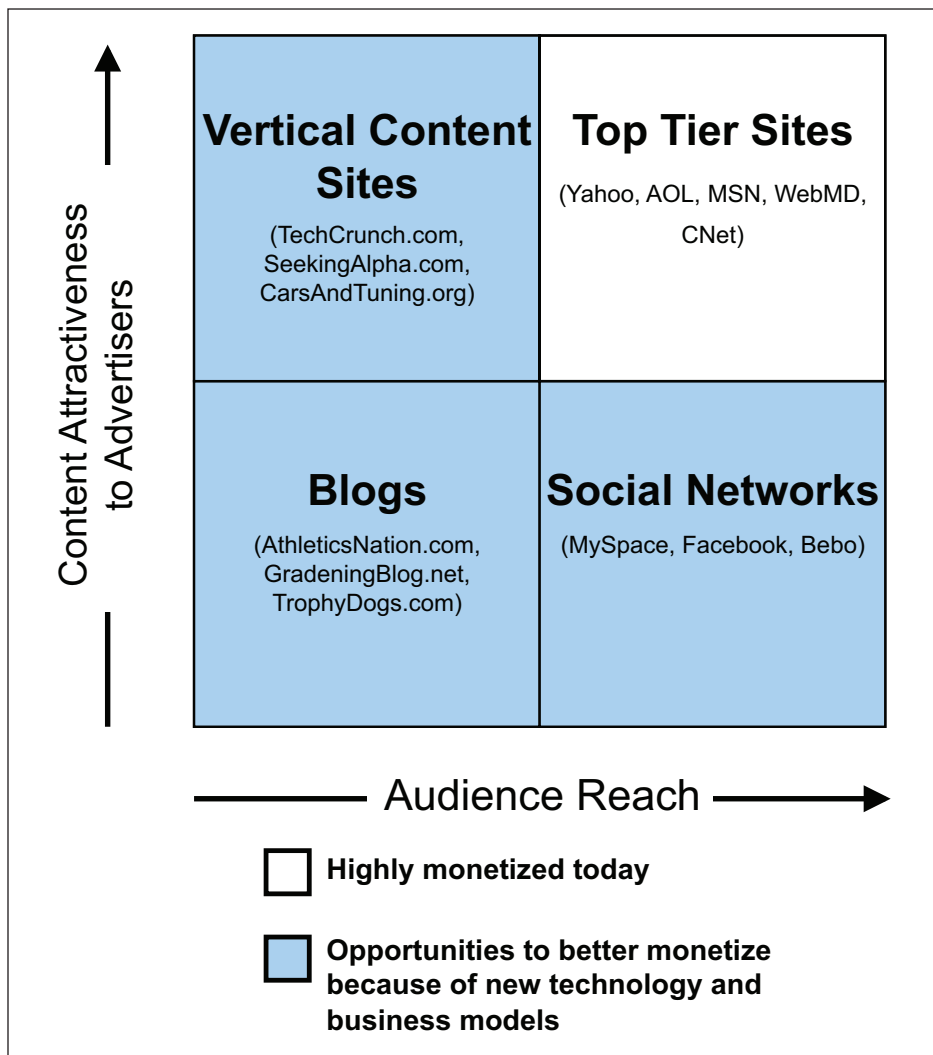 Content Attractiveness
to Advertisers
Vertical Content
Sites
(TechCrunch.com,
SeekingAlpha.com,
CarsAndTuning.org)
Top Tier Sites
(Yahoo, AOL, MSN, WebMD,
CNet)
Blogs
(AthleticsNation.com,
GradeningBlog.net,
TrophyDogs.com)
Social Networks
(MySpace, Facebook, Bebo)
Audience Reach
Highly monetized today
Opportunities to better monetize
because of new technology and
business models